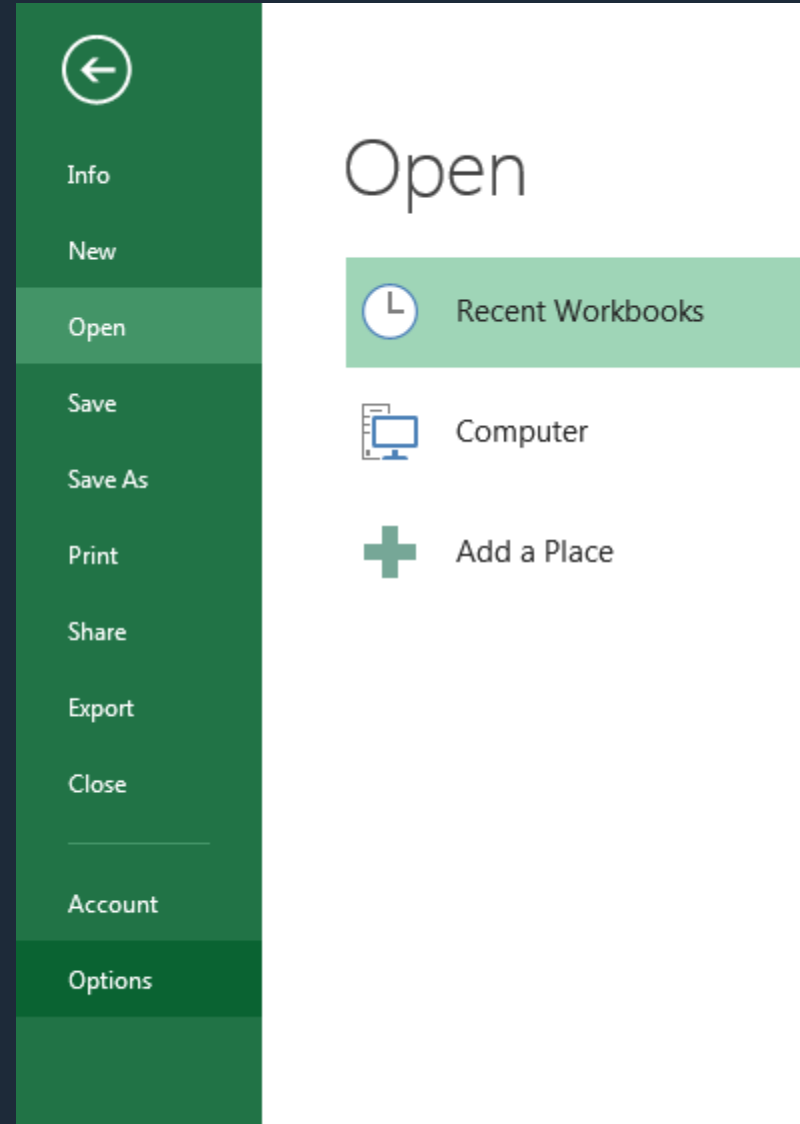 Info
New
Open
Save
Save As
Print
Share
Export
Close
Account
Options
Open
Recent Workbooks
Computer
Add a Place